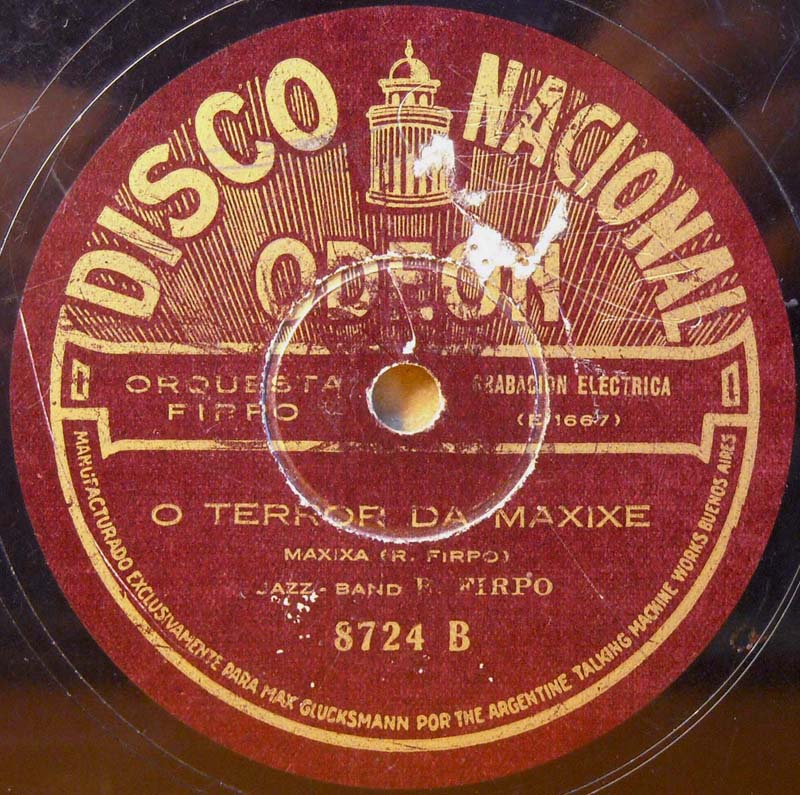 DISCO NACIONAL
ODEON
ORQUESTA
FIRPO
GRABACION ELECTRICA
(E 1667)
O TERROR DA MAXIXE
MAXIXA (R. FIRPO)
JAZZ-BAND R. FIRPO
8724 B
MANUFACTURADO EXCLUSIVAMENTE PARA MAX GLUCKSMANN POR THE ARGENTINE TALKING MACHINE WORKS BUENOS AIRES